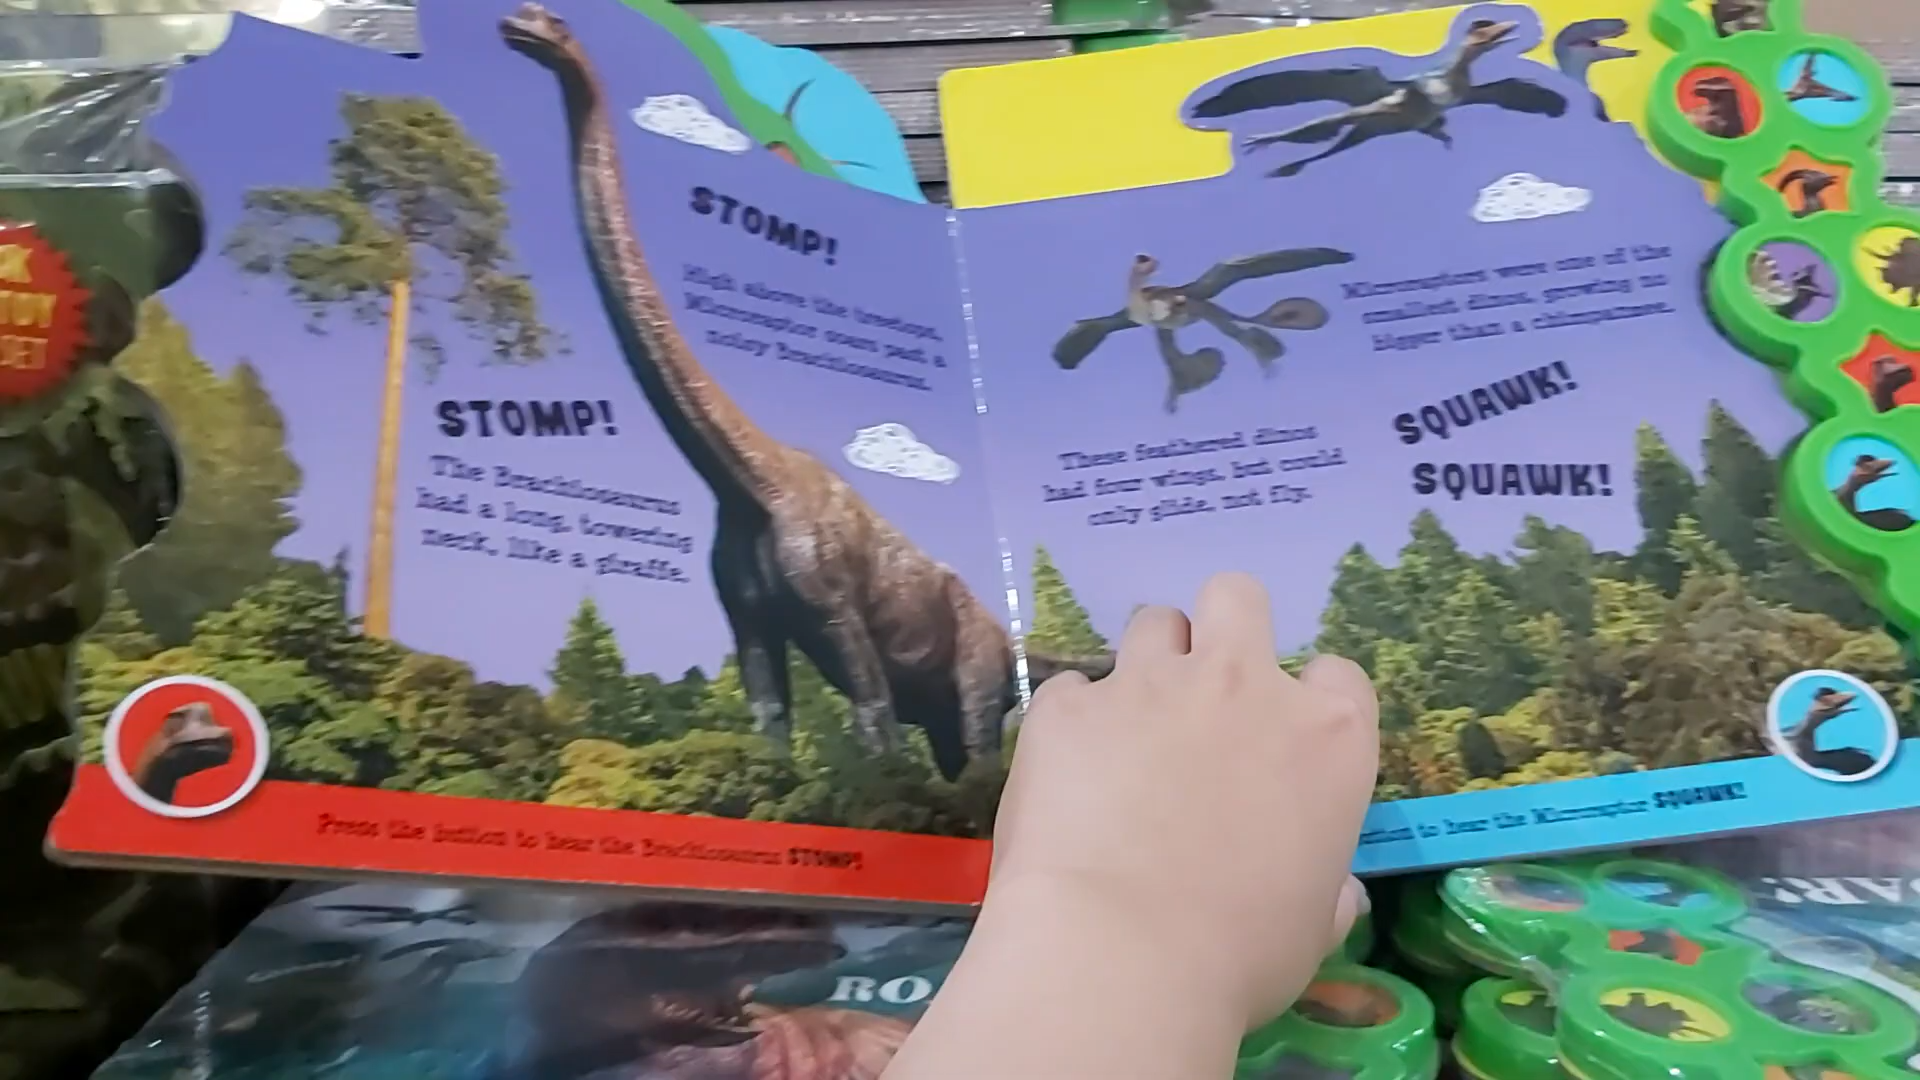 STOMP!
High above the treetops,
Microraptor soars past a
noisy Brachiosaurus.
STOMP!
The Brachiosaurus
had a long, towering
neck, like a giraffe.
Press the button to hear the Brachiosaurus STOMP!
Microraptors were one of the
smallest dinos, growing no
bigger than a chimpanzee.
SQUAWK!
SQUAWK!
These feathered dinos
had four wings, but could
only glide, not fly.
button to hear the Microraptor SQUAWK!
RO
OAR!